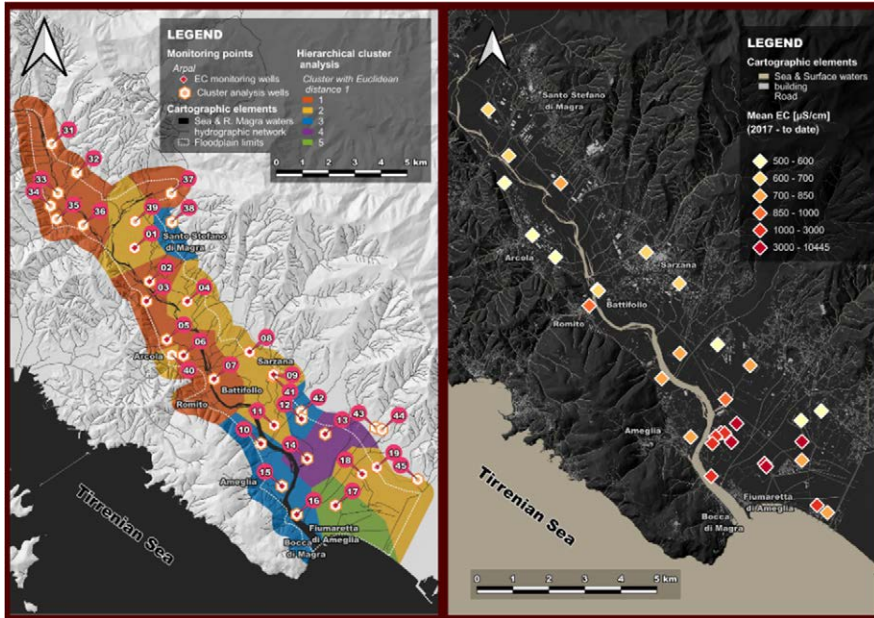 LEGEND
Monitoring points
Arpal
EC monitoring wells
Cluster analysis wells
Cartographic elements
Sea & R. Magra waters
hydrographic network
Floodplain limits
Hierarchical cluster
analysis
Cluster with Euclidean
distance 1
1
2
3
4
5
0 1 2 3 4 5 km
31
32
33
34
35
36
37
39
38
01
Santo Stefano
di Magra
02
03
04
05
06
08
Arcola
40
07
Sarzana
09
Battifollo
41
42
Romito
11
12
13
43
44
10
14
19
18
45
15
Ameglia
17
16
Fiumaretta
di Ameglia
Bocca
di Magra
Tirrenian Sea
LEGEND
Cartographic elements
Sea & Surface waters
building
Road
Mean EC [µS/cm]
(2017 - to date)
500 - 600
600 - 700
700 - 850
850 - 1000
1000 - 3000
3000 - 10445
Santo Stefano
di Magra
Arcola
Sarzana
Battifollo
Romito
Ameglia
Fiumaretta
di Ameglia
Bocca
di Magra
Tirrenian Sea
0 1 2 3 4 5 km